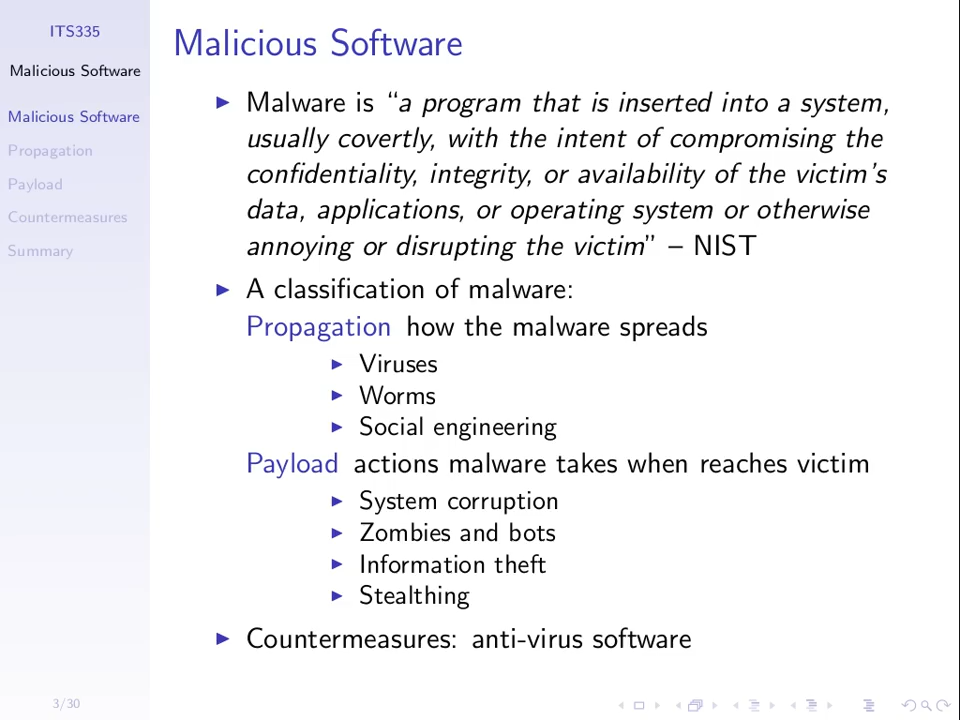 ITS335
Malicious Software
Malicious Software
Propagation
Payload
Countermeasures
Summary
3/30
Malicious Software
Malware is “a program that is inserted into a system,
usually covertly, with the intent of compromising the
confidentiality, integrity, or availability of the victim’s
data, applications, or operating system or otherwise
annoying or disrupting the victim” – NIST
A classification of malware:
Propagation how the malware spreads
Viruses
Worms
Social engineering
Payload actions malware takes when reaches victim
System corruption
Zombies and bots
Information theft
Stealthing
Countermeasures: anti-virus software